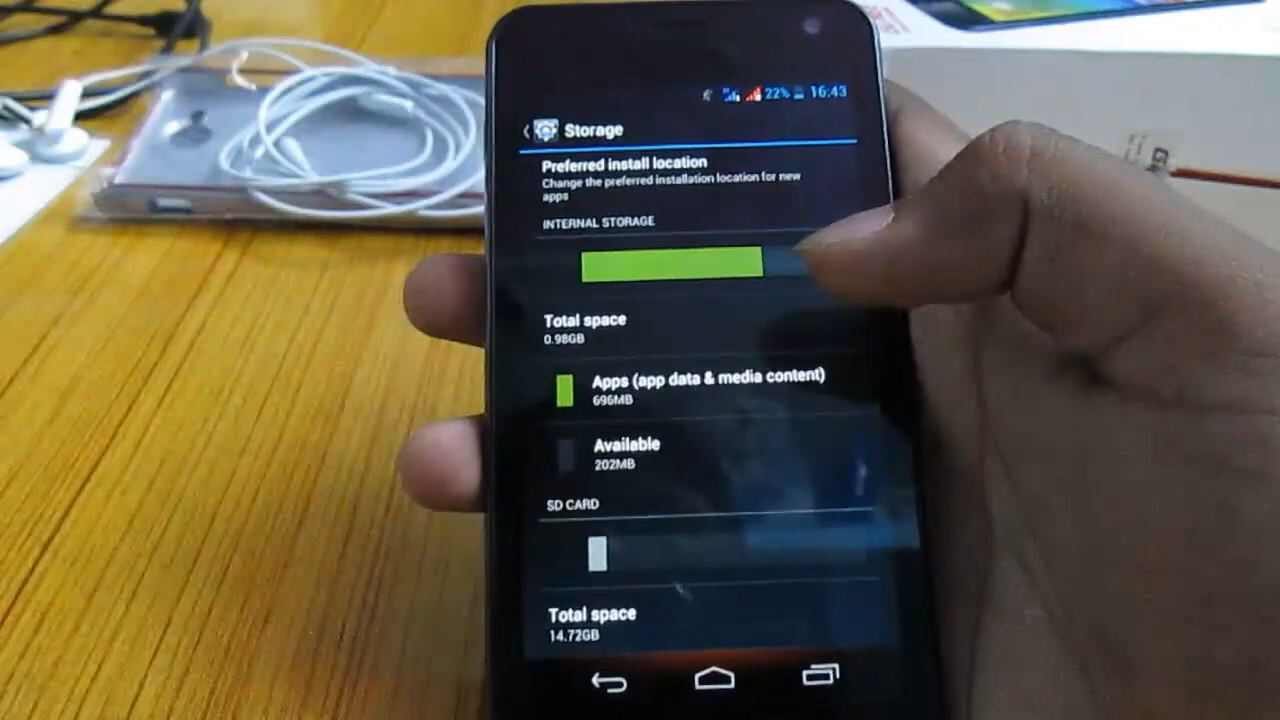 22% 16:43
Storage
Preferred install location
Change the preferred installation location for new
apps
INTERNAL STORAGE
Total space
0.98GB
Apps (app data & media content)
696MB
Available
202MB
SD CARD
Total space
14.72GB